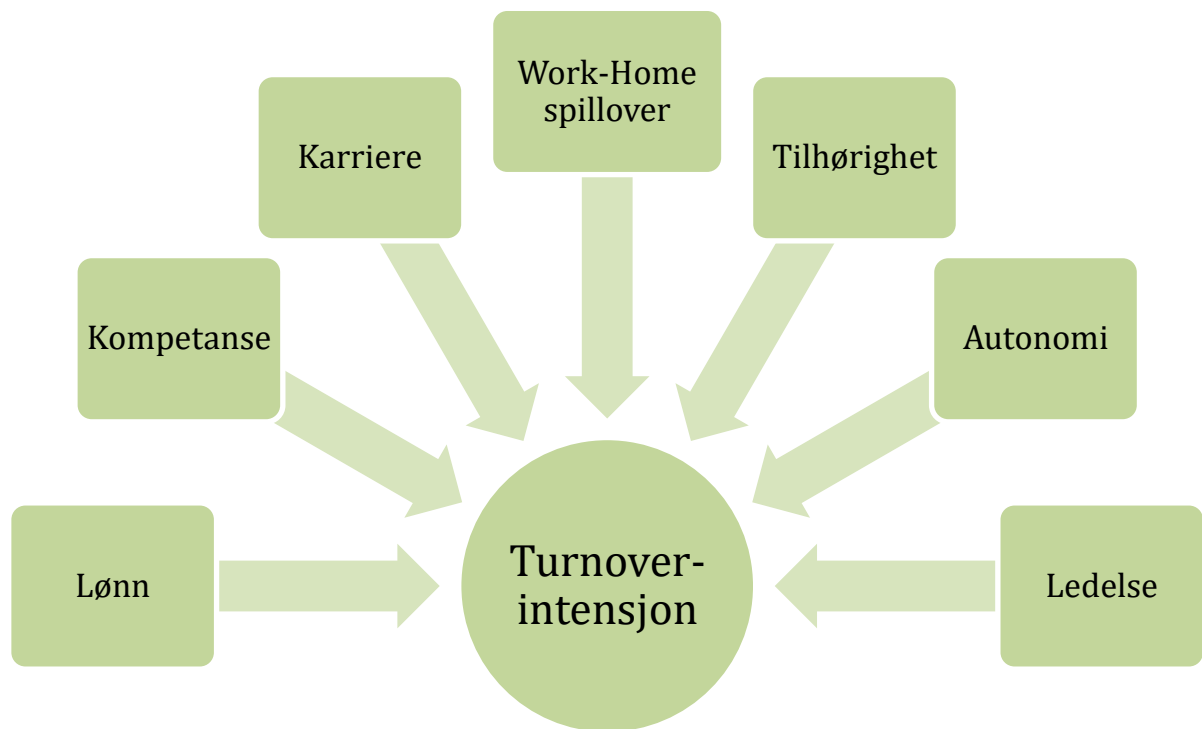 Work-Home
spillover
Karriere
Tilhørighet
Kompetanse
Autonomi
Lønn
Turnover-
intensjon
Ledelse